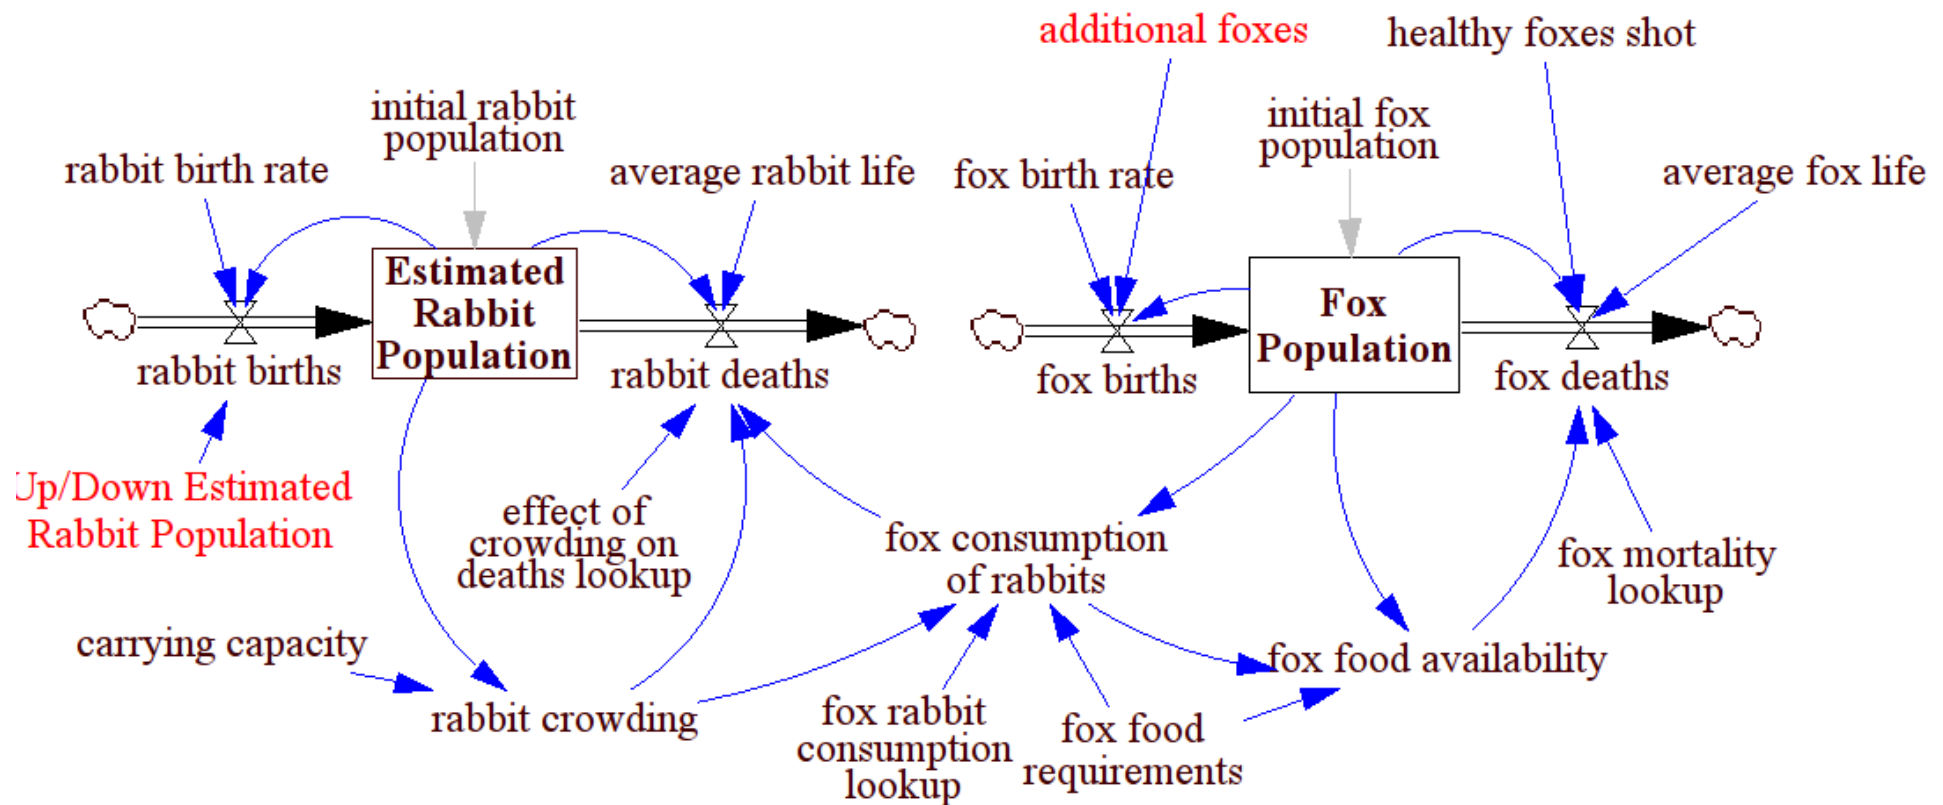 additional foxes
healthy foxes shot
initial rabbit
population
initial fox
population
rabbit birth rate
average rabbit life
fox birth rate
average fox life
Estimated
Rabbit
Population
Fox
Population
rabbit births
rabbit deaths
fox births
fox deaths
Up/Down Estimated
Rabbit Population
effect of
crowding on
deaths lookup
fox consumption
of rabbits
fox mortality
lookup
carrying capacity
fox food availability
rabbit crowding
fox rabbit
consumption
lookup
fox food
requirements